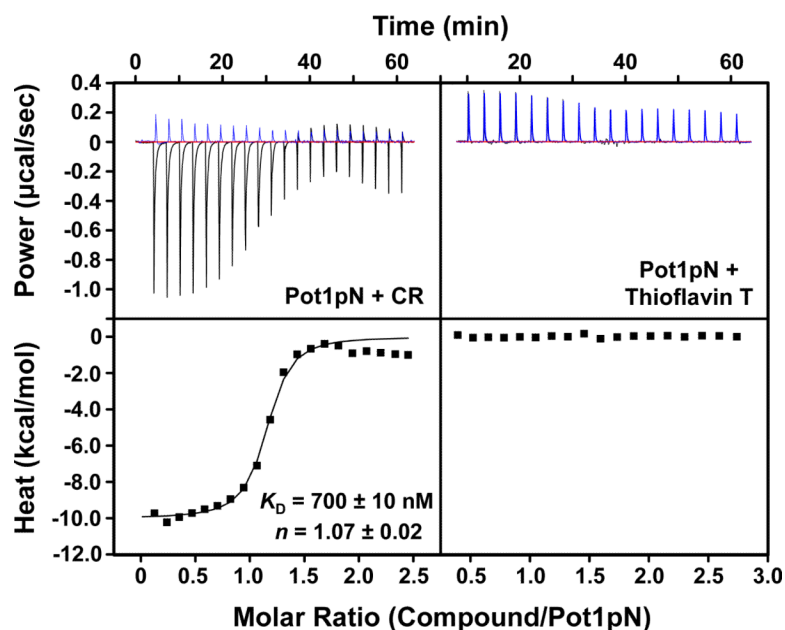 Time (min)
0 20 40 60 0 20 40 60
0.4
0.2
0
-0.2
-0.4
-0.6
-0.8
-1.0
Power (µcal/sec)
Pot1pN + CR
Pot1pN +
Thioflavin T
0
-2.0
-4.0
-6.0
-8.0
-10.0
-12.0
Heat (kcal/mol)
KD = 700 ± 10 nM
n = 1.07 ± 0.02
0 0.5 1.0 1.5 2.0 2.5 0.5 1.0 1.5 2.0 2.5 3.0
Molar Ratio (Compound/Pot1pN)